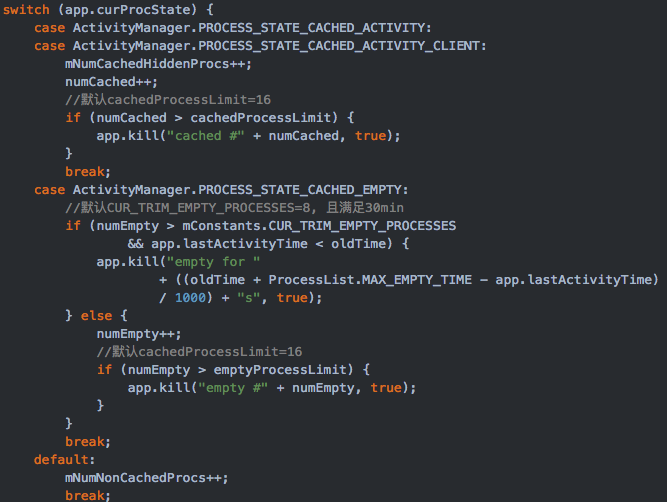 switch (app.curProcState) {
    case ActivityManager.PROCESS_STATE_CACHED_ACTIVITY:
    case ActivityManager.PROCESS_STATE_CACHED_ACTIVITY_CLIENT:
        mNumCachedHiddenProcs++;
        numCached++;
        //默认cachedProcessLimit=16
        if (numCached > cachedProcessLimit) {
            app.kill("cached #" + numCached, true);
        }
        break;
    case ActivityManager.PROCESS_STATE_CACHED_EMPTY:
        //默认CUR_TRIM_EMPTY_PROCESSES=8, 且满足30min
        if (numEmpty > mConstants.CUR_TRIM_EMPTY_PROCESSES
                && app.lastActivityTime < oldTime) {
            app.kill("empty for "
                    + ((oldTime + ProcessList.MAX_EMPTY_TIME - app.lastActivityTime)
                    / 1000) + "s", true);
        } else {
            numEmpty++;
            //默认cachedProcessLimit=16
            if (numEmpty > emptyProcessLimit) {
                app.kill("empty #" + numEmpty, true);
            }
        }
        break;
    default:
        mNumNonCachedProcs++;
        break;